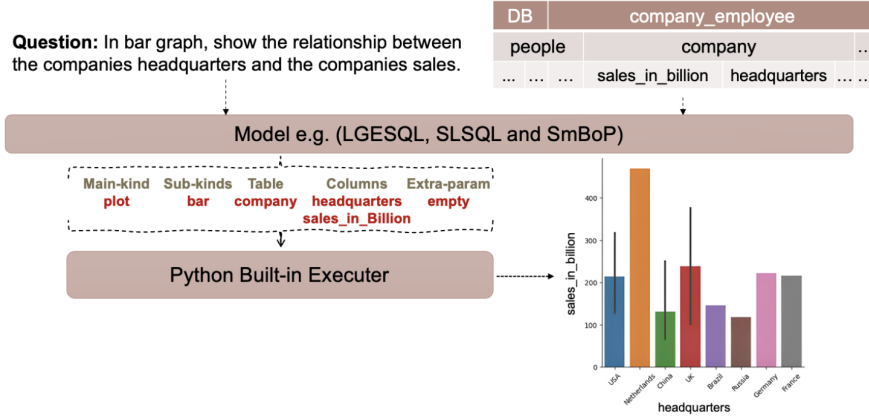 DB company_employee
Question: In bar graph, show the relationship between
the companies headquarters and the companies sales.
people company ...
... ... ... sales_in_billion headquarters ... ...
Model e.g. (LGESQL, SLSQL and SmBoP)
Main-kind Sub-kinds Table Columns Extra-param
plot bar company headquarters empty
sales_in_Billion
Python Built-in Executer
sales_in_billion
400
300
200
100
0
USA Netherlands China UK Brazil Russia Germany France
headquarters